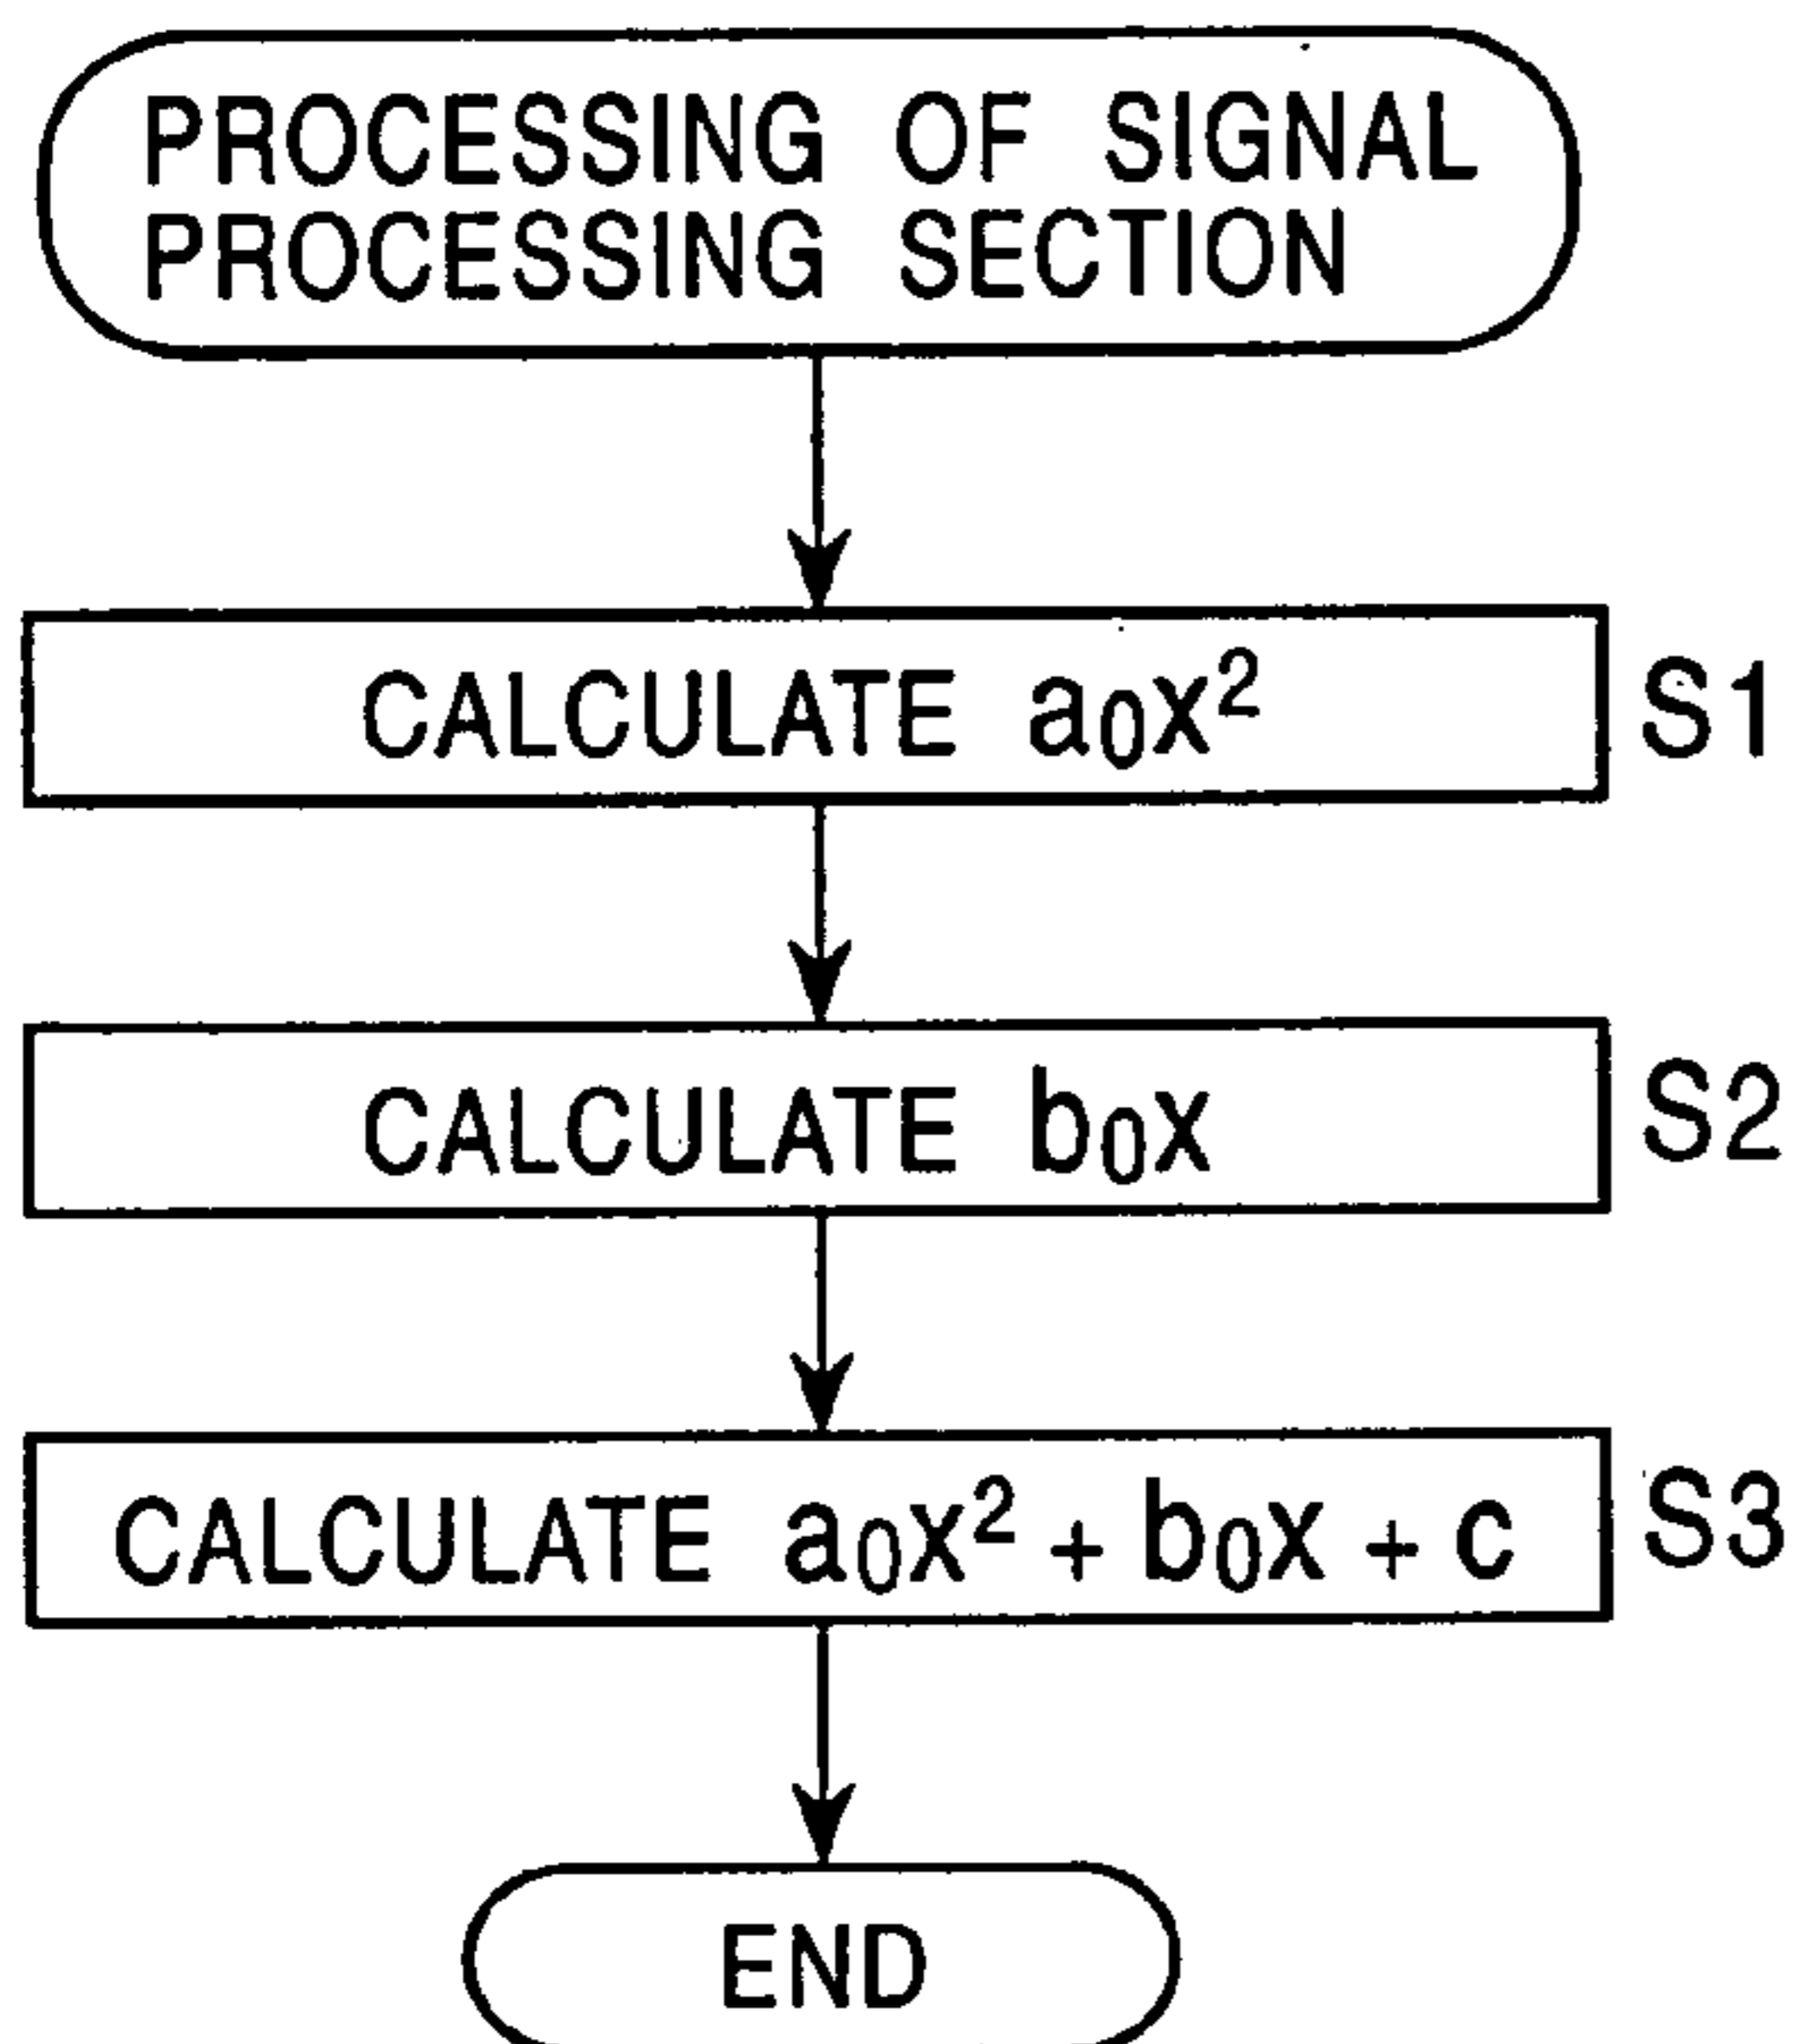 PROCESSING OF SIGNAL
PROCESSING SECTION
CALCULATE a₀x² S1
CALCULATE b₀x S2
CALCULATE a₀x² + b₀x + c S3
END